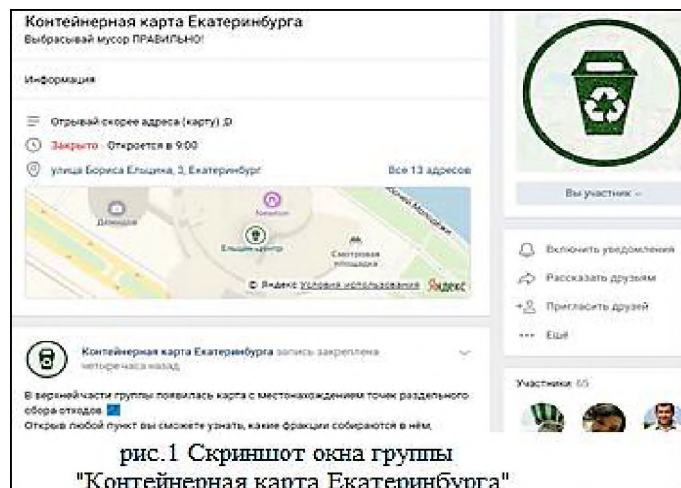 Контейнерная карта Екатеринбурга
Выбрасывай мусор ПРАВИЛЬНО!
Информация
Отрывай скорее адреса (карту) ;D
Закрыто · Откроется в 9:00
улица Бориса Ельцина, 3, Екатеринбург
Все 13 адресов
Демидов
Ельцин Центр
Смотровая
площадка
© Яндекс Условия использования Яндекс
Контейнерная карта Екатеринбурга запись закреплена
четыре часа назад
В верхней части группы появилась карта с местонахождением точек раздельного
сбора отходов
Открыв любой пункт вы сможете узнать, какие фракции собираются в нём,
Вы участник
Включить уведомления
Рассказать друзьям
Пригласить друзей
Ещё
Участники 65
рис.1 Скриншот окна группы
"Контейнерная карта Екатеринбурга"